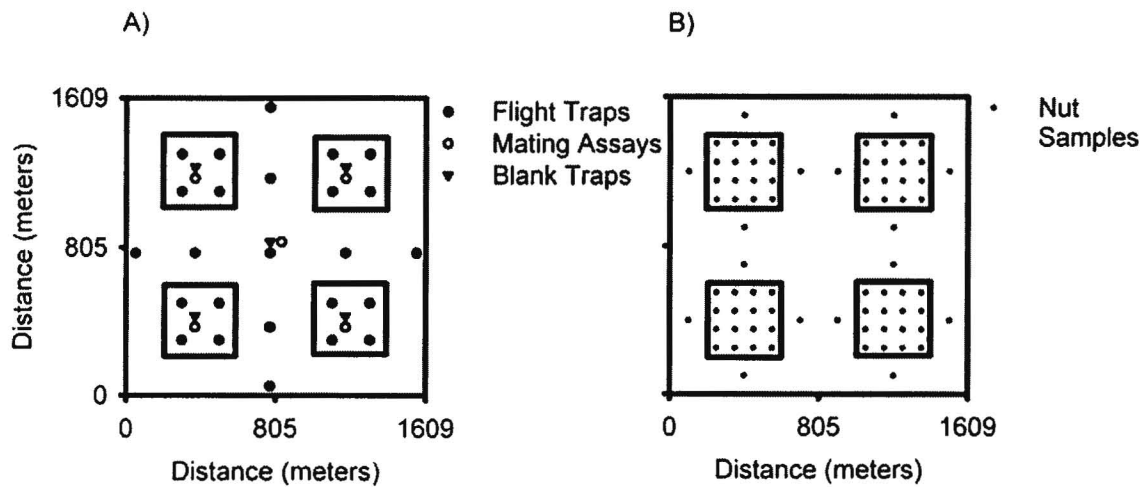 A)
B)
1609
805
0
0
805
1609
Distance (meters)
Distance (meters)
Flight Traps
Mating Assays
Blank Traps
0
805
1609
Distance (meters)
Nut
Samples